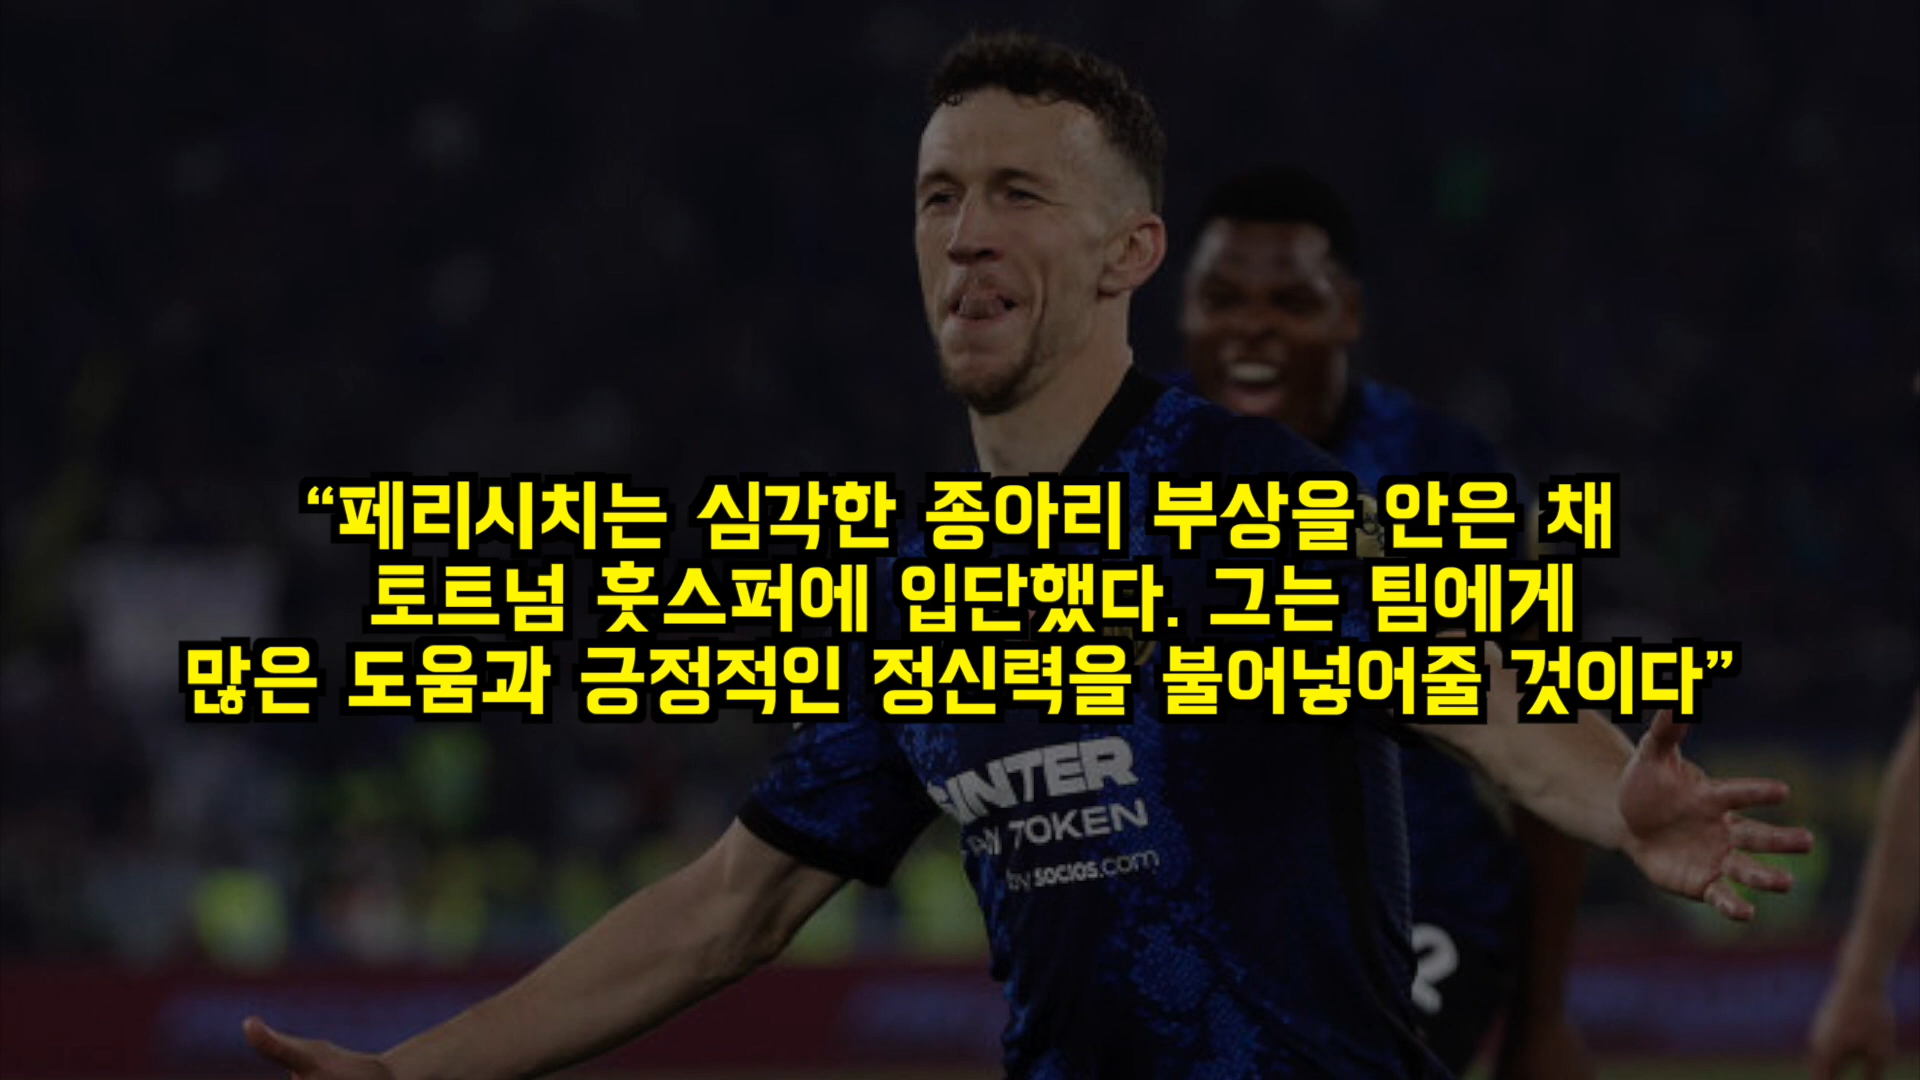 “페리시치는 심각한 종아리 부상을 안은 채
토트넘 훗스퍼에 입단했다. 그는 팀에게
많은 도움과 긍정적인 정신력을 불어넣어줄 것이다”
INTER
TOKEN
by socios.com
2